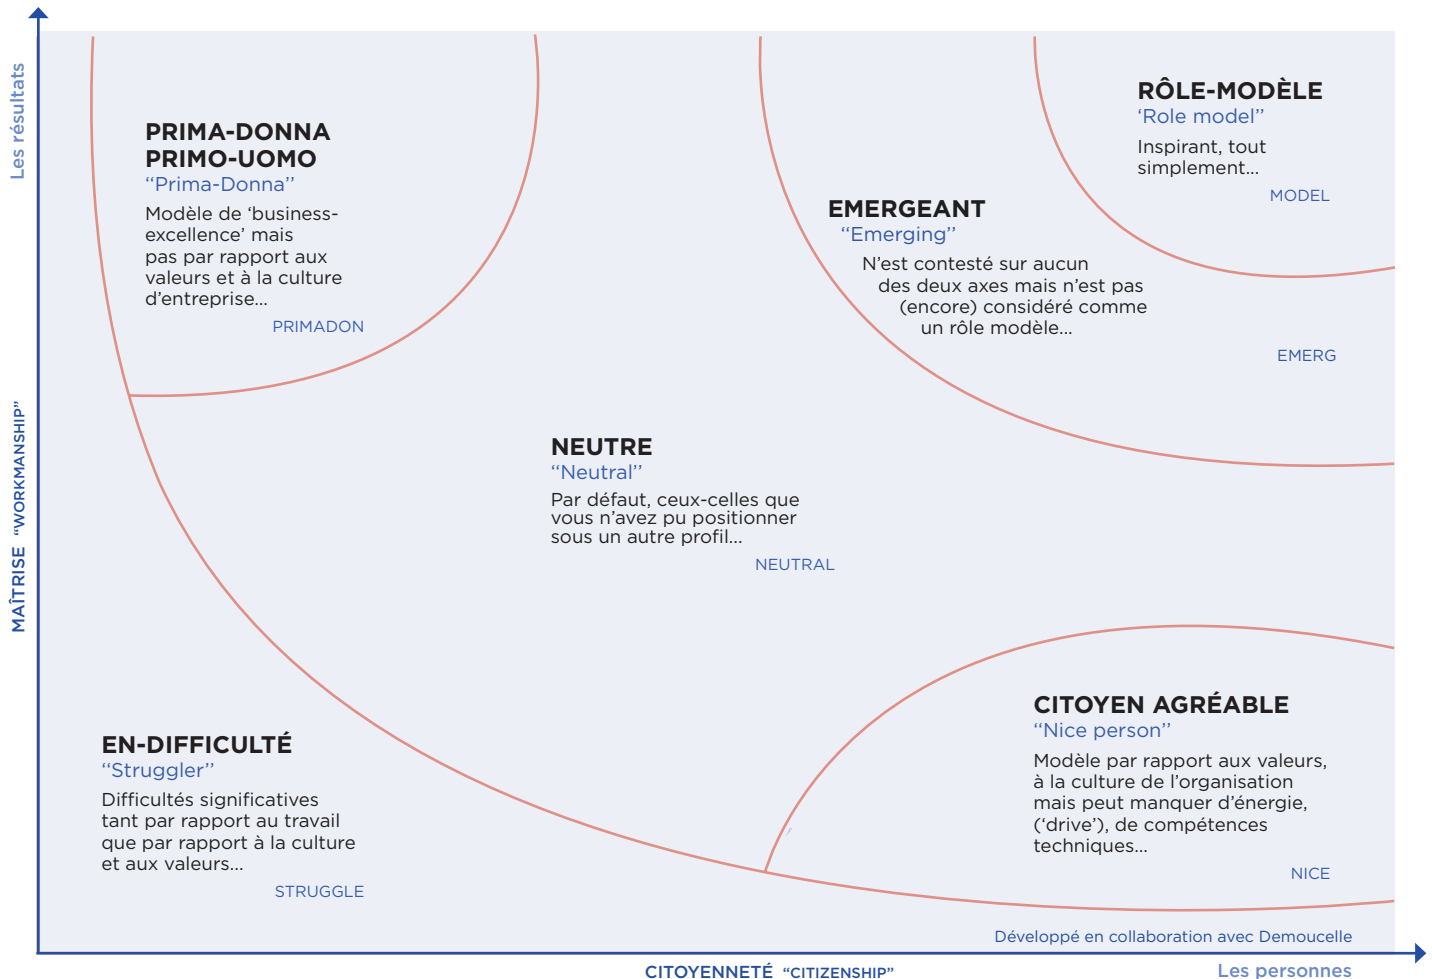 Les résultats
MAÎTRISE “WORKMANSHIP”
PRIMA-DONNA
PRIMO-UOMO
“Prima-Donna”
Modèle de ‘business-
excellence’ mais
pas par rapport aux
valeurs et à la culture
d’entreprise...
PRIMADON
RÔLE-MODÈLE
‘Role model”
Inspirant, tout
simplement...
MODEL
EMERGEANT
“Emerging”
N’est contesté sur aucun
des deux axes mais n’est pas
(encore) considéré comme
un rôle modèle...
EMERG
NEUTRE
“Neutral”
Par défaut, ceux-celles que
vous n’avez pu positionner
sous un autre profil...
NEUTRAL
EN-DIFFICULTÉ
“Struggler”
Difficultés significatives
tant par rapport au travail
que par rapport à la culture
et aux valeurs...
STRUGGLE
CITOYEN AGRÉABLE
“Nice person”
Modèle par rapport aux valeurs,
à la culture de l’organisation
mais peut manquer d’énergie,
(‘drive’), de compétences
techniques...
NICE
Développé en collaboration avec Demoucelle
CITOYENNETÉ “CITIZENSHIP”
Les personnes